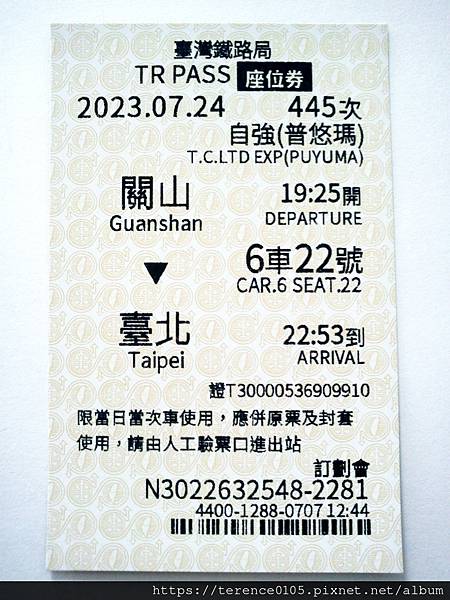 臺灣鐵路局
TR PASS 座位券
2023.07.24 445次
自強(普悠瑪)
T.C.LTD EXP(PUYUMA)
關山 19:25開
Guanshan DEPARTURE
6車22號
CAR.6 SEAT.22
臺北 22:53到
Taipei ARRIVAL
證T30000536909910
限當日當次車使用，應併原票及封套
使用，請由人工驗票口進出站
訂劃會
N3022632548-2281
4400-1288-0707 12:44
https://terence0105.pixnet.net/album